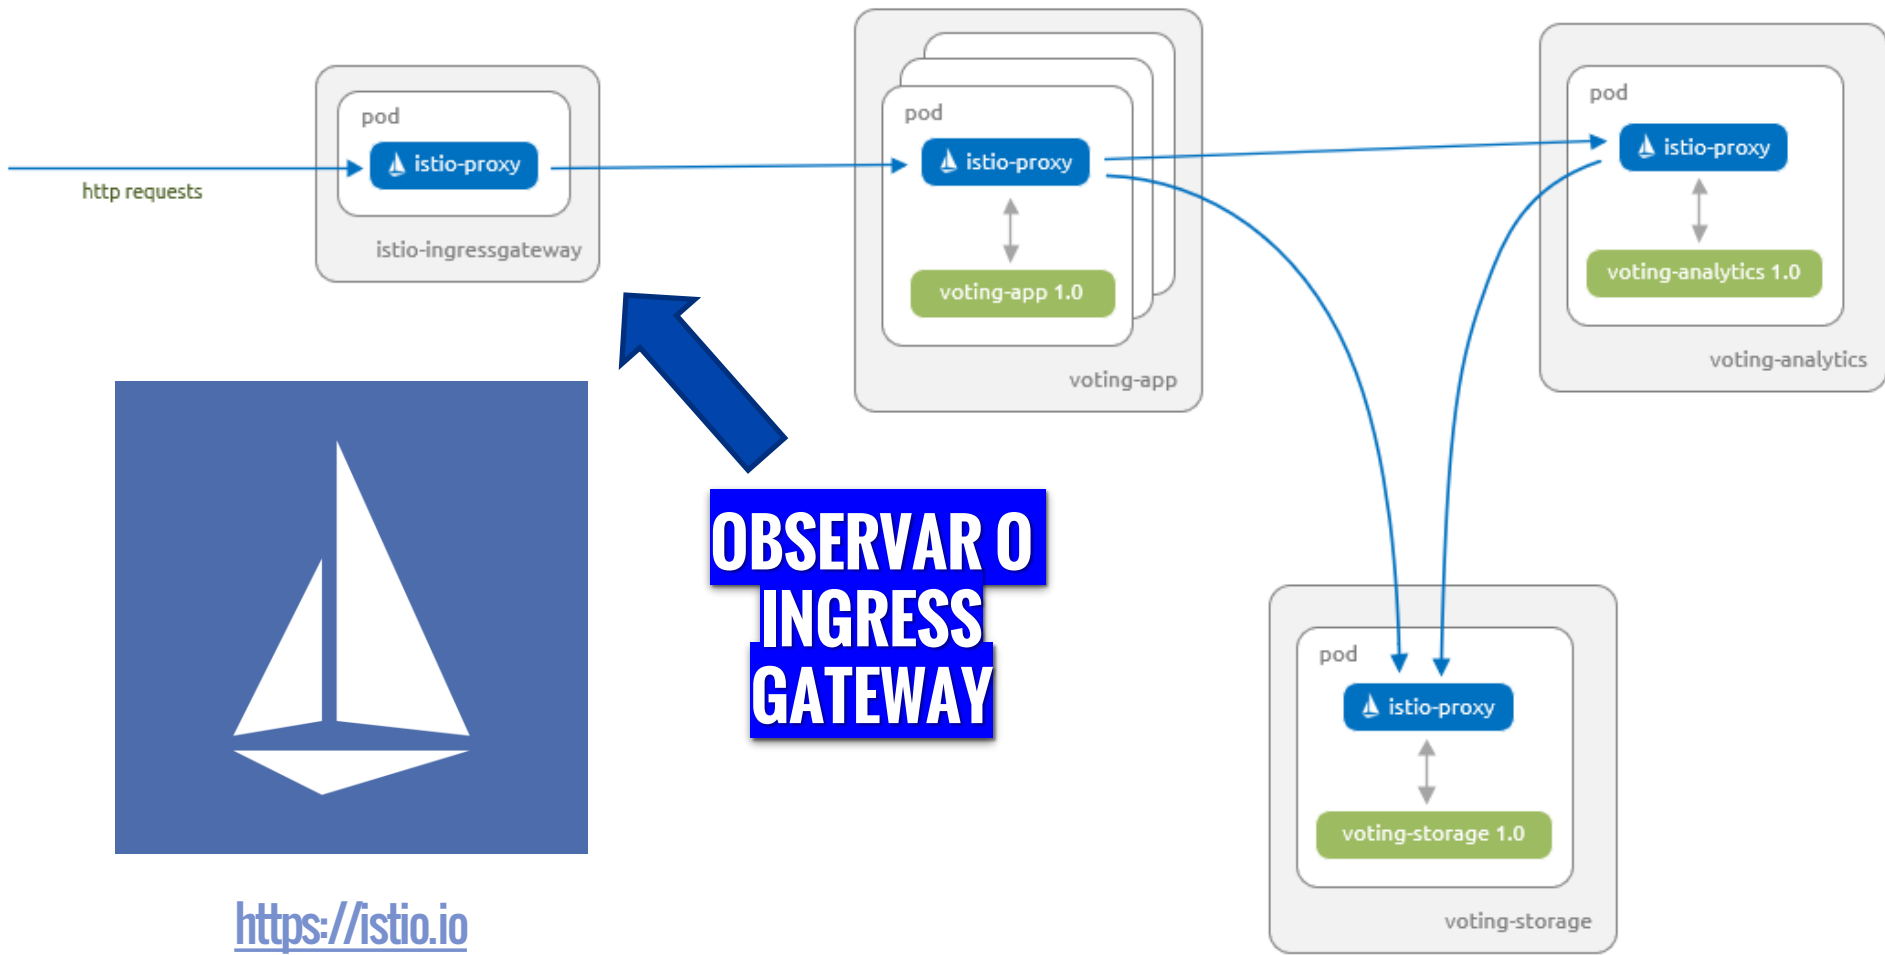 http requests
pod
istio-proxy
istio-ingressgateway
pod
istio-proxy
voting-app 1.0
voting-app
pod
istio-proxy
voting-analytics 1.0
voting-analytics
OBSERVAR O
INGRESS
GATEWAY
pod
istio-proxy
voting-storage 1.0
voting-storage
https://istio.io